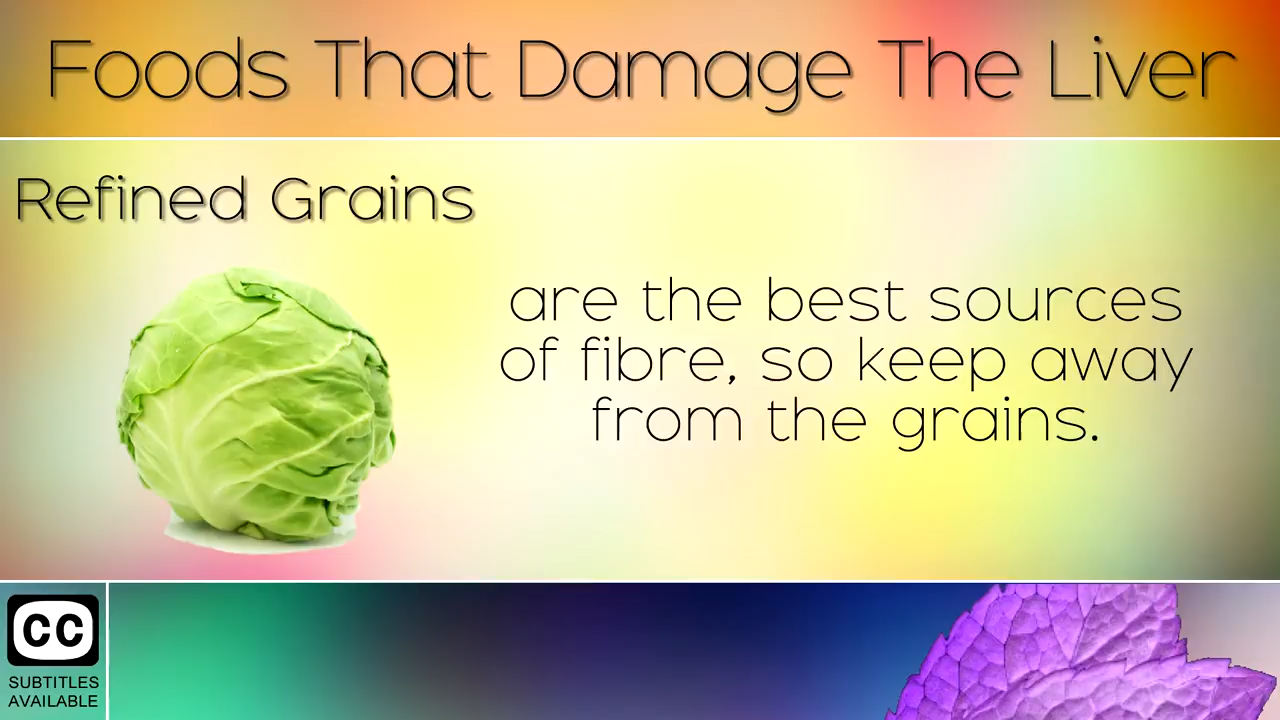 Foods That Damage The Liver
Refined Grains
are the best sources
of fibre, so keep away
from the grains.
CC
SUBTITLES
AVAILABLE